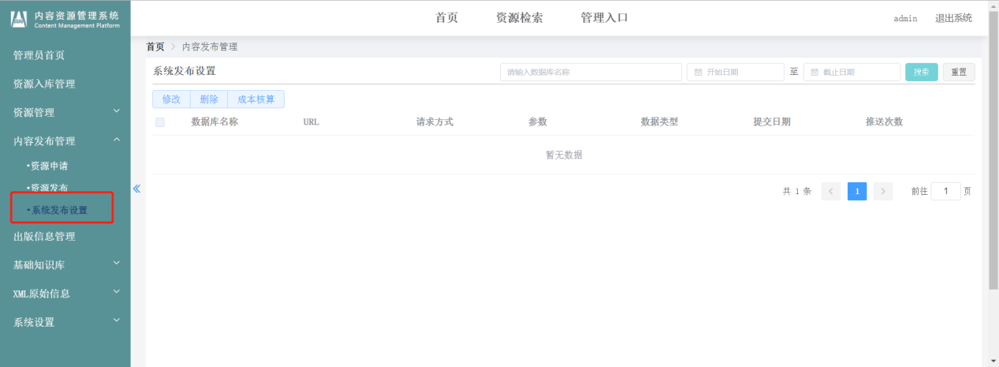 内容资源管理系统
Content Management Platform
首页 资源检索 管理入口
admin 退出系统
管理员首页
资源入库管理
资源管理
内容发布管理
•资源申请
•资源发布
•系统发布设置
出版信息管理
基础知识库
XML原始信息
系统设置
首页 > 内容发布管理
系统发布设置
请输入数据库名称 开始日期 至 截止日期 搜索 重置
修改 删除 成本核算
数据库名称 URL 请求方式 参数 数据类型 提交日期 推送次数
暂无数据
共 1 条 < 1 > 前往 1 页